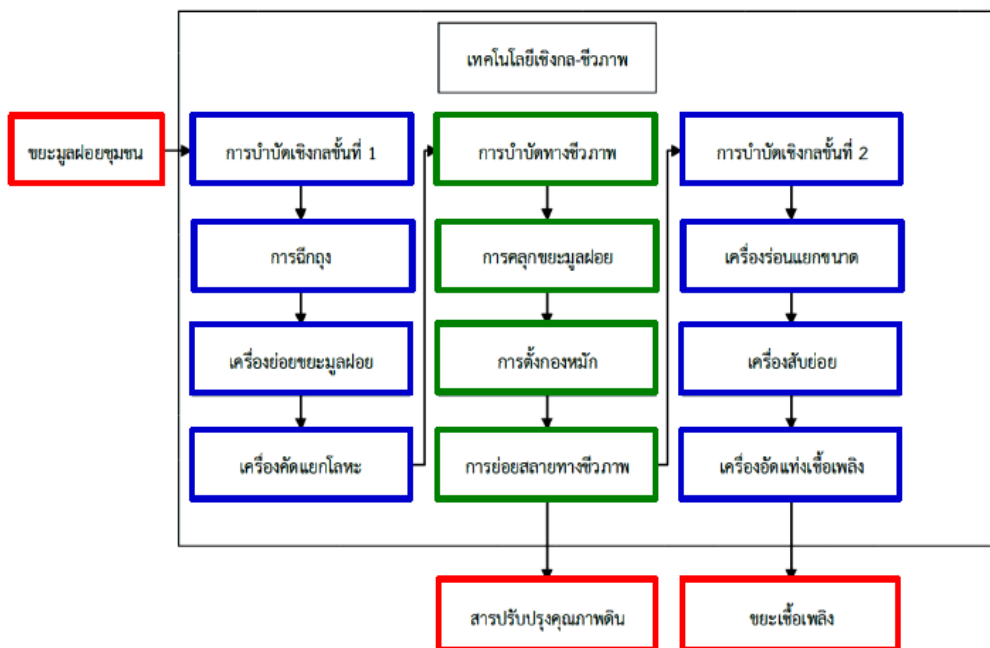 เทคโนโลยีเชิงกล-ชีวภาพ
ขยะมูลฝอยชุมชน
การบำบัดเชิงกลขั้นที่ 1
การฉีกถุง
เครื่องย่อยขยะมูลฝอย
เครื่องคัดแยกโลหะ
การบำบัดทางชีวภาพ
การคลุกขยะมูลฝอย
การตั้งกองหมัก
การย่อยสลายทางชีวภาพ
สารปรับปรุงคุณภาพดิน
การบำบัดเชิงกลขั้นที่ 2
เครื่องร่อนแยกขนาด
เครื่องสับย่อย
เครื่องอัดแท่งเชื้อเพลิง
ขยะเชื้อเพลิง